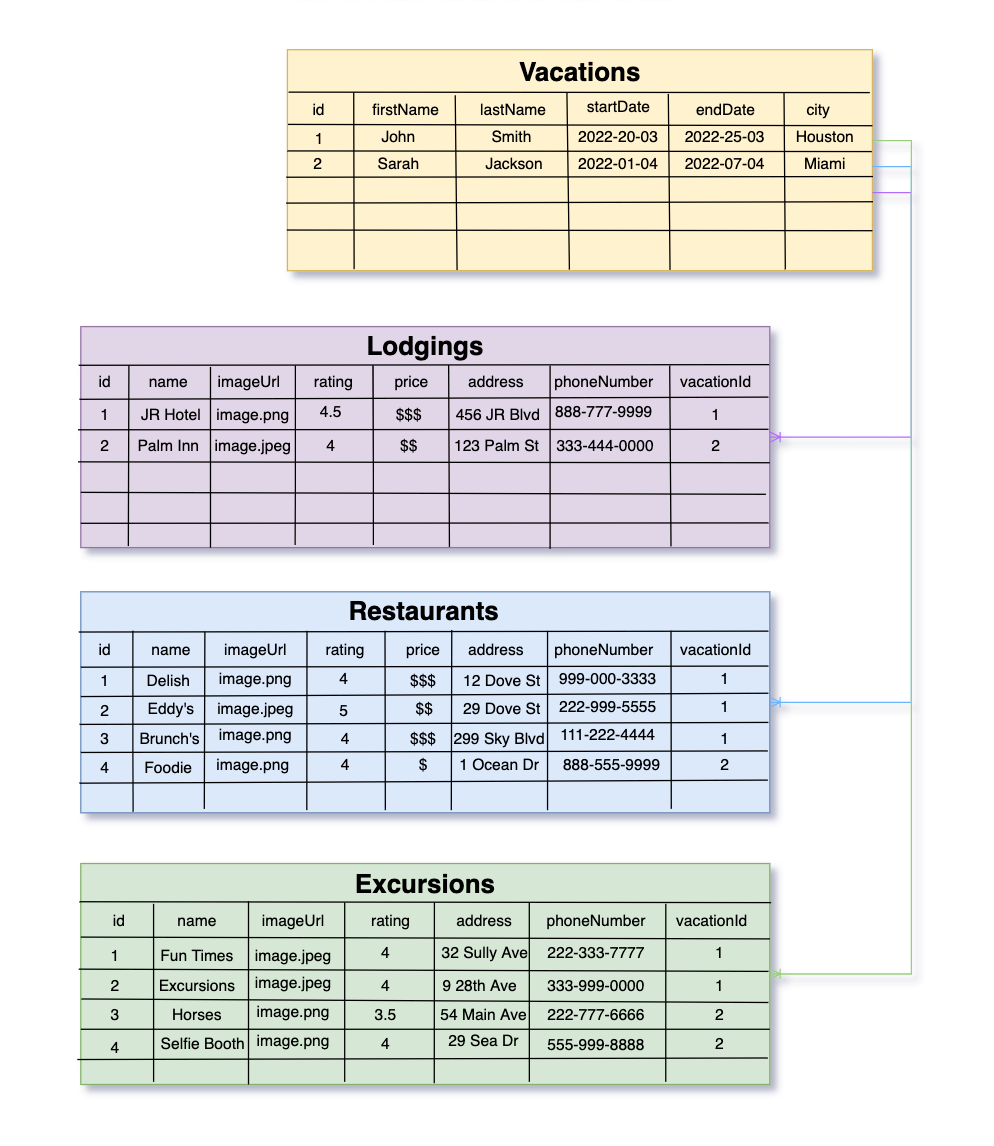 Vacations
id firstName lastName startDate endDate city
1 John Smith 2022-20-03 2022-25-03 Houston
2 Sarah Jackson 2022-01-04 2022-07-04 Miami
Lodgings
id name imageUrl rating price address phoneNumber vacationId
1 JR Hotel image.png 4.5 $$$ 456 JR Blvd 888-777-9999 1
2 Palm Inn image.jpeg 4 $$ 123 Palm St 333-444-0000 2
Restaurants
id name imageUrl rating price address phoneNumber vacationId
1 Delish image.png 4 $$$ 12 Dove St 999-000-3333 1
2 Eddy's image.jpeg 5 $$ 29 Dove St 222-999-5555 1
3 Brunch's image.png 4 $$$ 299 Sky Blvd 111-222-4444 1
4 Foodie image.png 4 $ 1 Ocean Dr 888-555-9999 2
Excursions
id name imageUrl rating address phoneNumber vacationId
1 Fun Times image.jpeg 4 32 Sully Ave 222-333-7777 1
2 Excursions image.jpeg 4 9 28th Ave 333-999-0000 1
3 Horses image.png 3.5 54 Main Ave 222-777-6666 2
4 Selfie Booth image.png 4 29 Sea Dr 555-999-8888 2